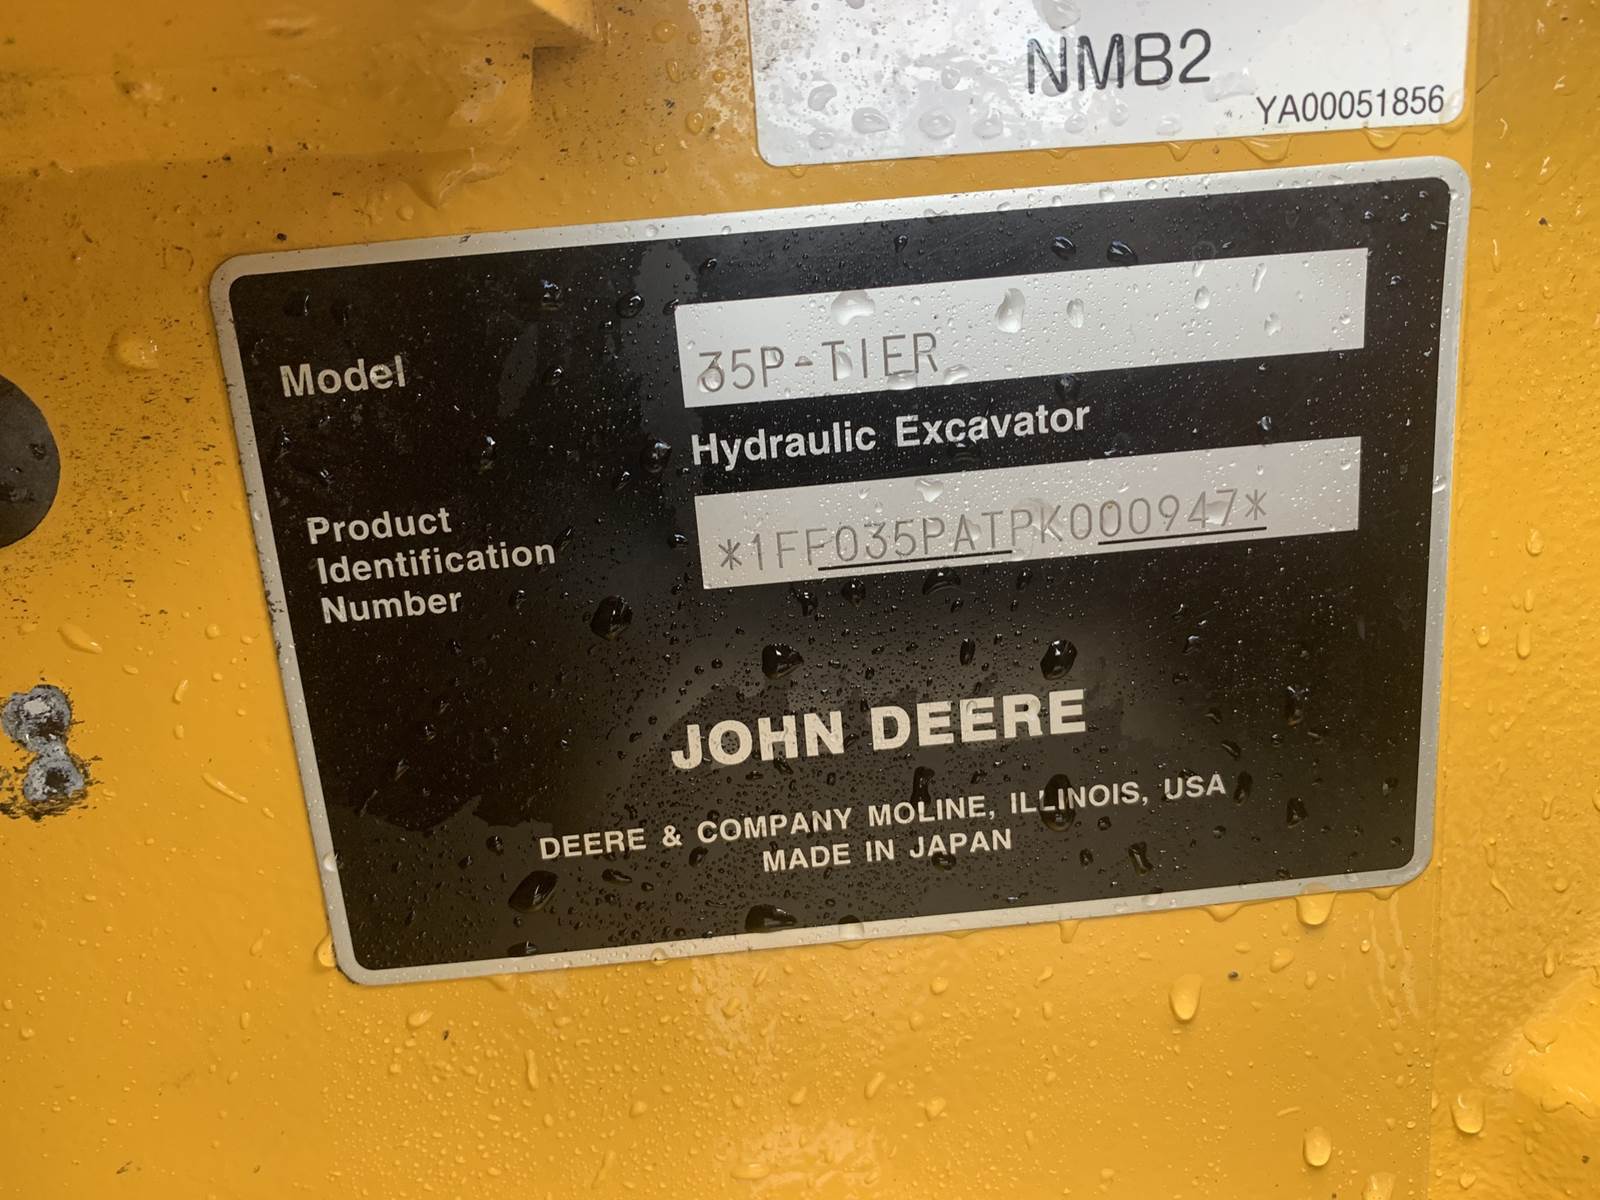 NMB2
YA00051856
Model
35P-TIER
Hydraulic Excavator
Product
Identification
Number
*1FF035PATPK000947*
JOHN DEERE
DEERE & COMPANY MOLINE, ILLINOIS, USA
MADE IN JAPAN